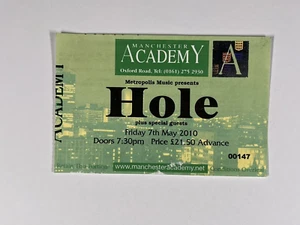 MANCHESTER
ACADEMY
Oxford Road, Tel: (0161) 275 2930
A
ACADEMY
Metropolis Music presents
Hole
plus special guests
Friday 7th May 2010
Doors 7:30pm Price £21.50 Advance
00147
www.manchesteracademy.net